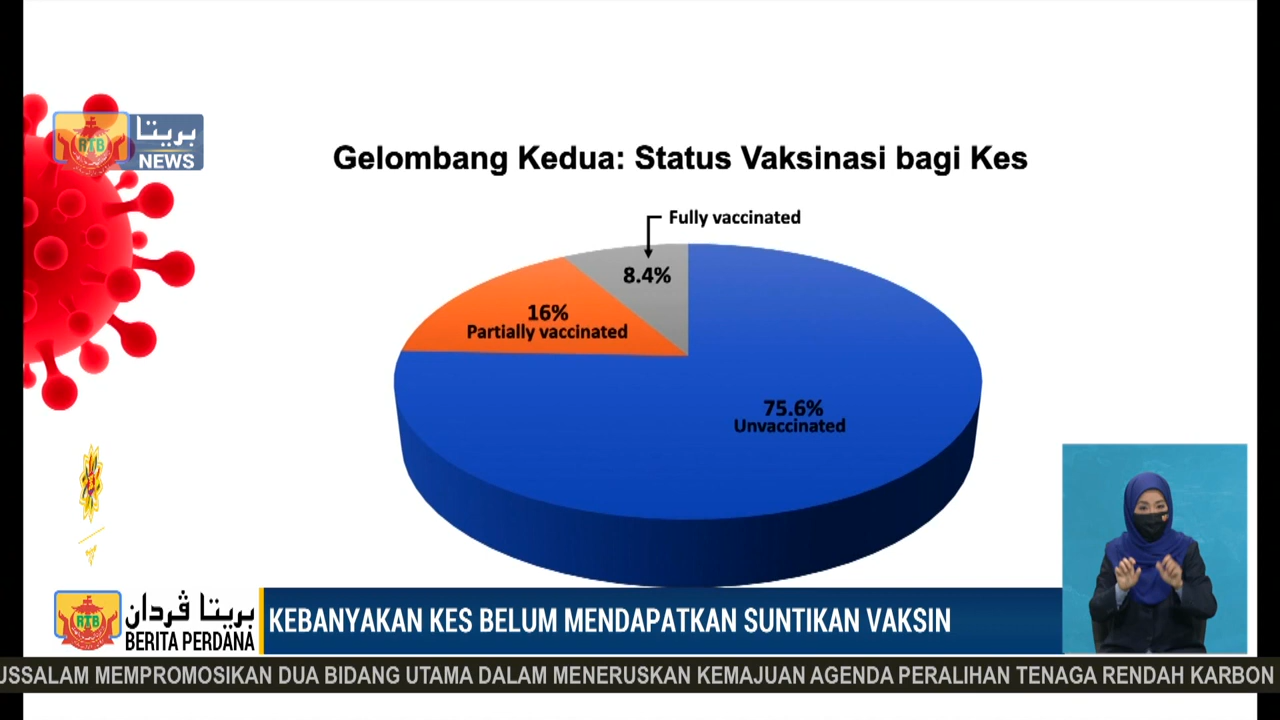 بريتا
NEWS
RTB
Gelombang Kedua: Status Vaksinasi bagi Kes
Fully vaccinated
8.4%
16%
Partially vaccinated
75.6%
Unvaccinated
بريتا ڤردان
RTB
BERITA PERDANA
KEBANYAKAN KES BELUM MENDAPATKAN SUNTIKAN VAKSIN
USSALAM MEMPROMOSIKAN DUA BIDANG UTAMA DALAM MENERUSKAN KEMAJUAN AGENDA PERALIHAN TENAGA RENDAH KARBON